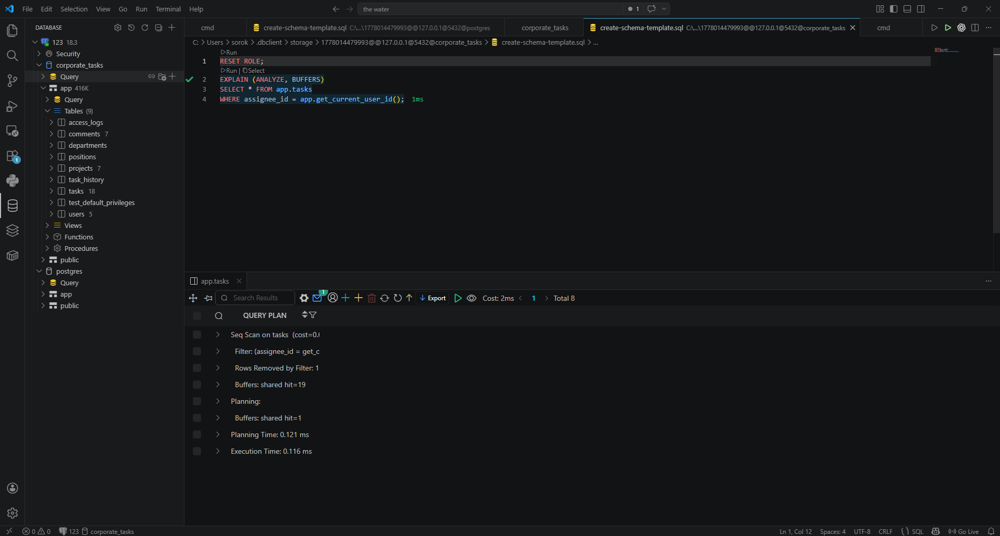 File Edit Selection View Go Run Terminal Help
the water
1
DATABASE
cmd
create-schema-template.sql C:\...\1778014479993@@127.0.0.1@5432@postgres
corporate_tasks
create-schema-template.sql C:\...\1778014479993@@127.0.0.1@5432@corporate_tasks
cmd
C: > Users > sorok > .dbclient > storage > 1778014479993@@127.0.0.1@5432@corporate_tasks > create-schema-template.sql > ...
123 18.3
Security
corporate_tasks
Query
app 416K
Query
Tables (9)
access_logs
comments 7
departments
positions
projects 7
task_history
tasks 18
test_default_privileges
users 5
Views
Functions
Procedures
public
postgres
Query
app
public
1
Run
1 RESET ROLE;
Run | Select
2 EXPLAIN (ANALYZE, BUFFERS)
3 SELECT * FROM app.tasks
4 WHERE assignee_id = app.get_current_user_id(); 1ms
app.tasks
Search Results
1
Export
Cost: 2ms
1
Total 8
QUERY PLAN
Seq Scan on tasks (cost=0.
Filter: (assignee_id = get_c
Rows Removed by Filter: 1
Buffers: shared hit=19
Planning:
Buffers: shared hit=1
Planning Time: 0.121 ms
Execution Time: 0.116 ms
0 0 123 corporate_tasks
Ln 1, Col 12 Spaces: 4 UTF-8 CRLF { } SQL Go Live